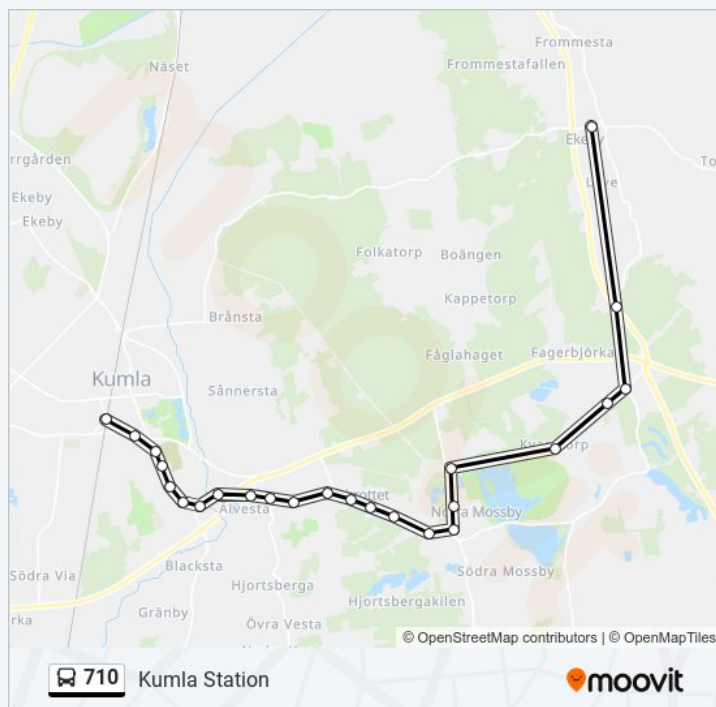 Frommesta
Näset
Frommestafallen
Ekeby
rrgården
Ekeby
Ekeby
Folkatorp
Boängen
Kappetorp
Brånsta
Fåglahaget
Fagerbjörka
Kumla
Sånnersta
Norra Mossby
Alvesta
Blacksta
Södra Via
Södra Mossby
Hjortsberga
Hjortsbergakilen
rka
Gränby
Övra Vesta
© OpenStreetMap contributors | © OpenMapTiles
710 Kumla Station
moovit